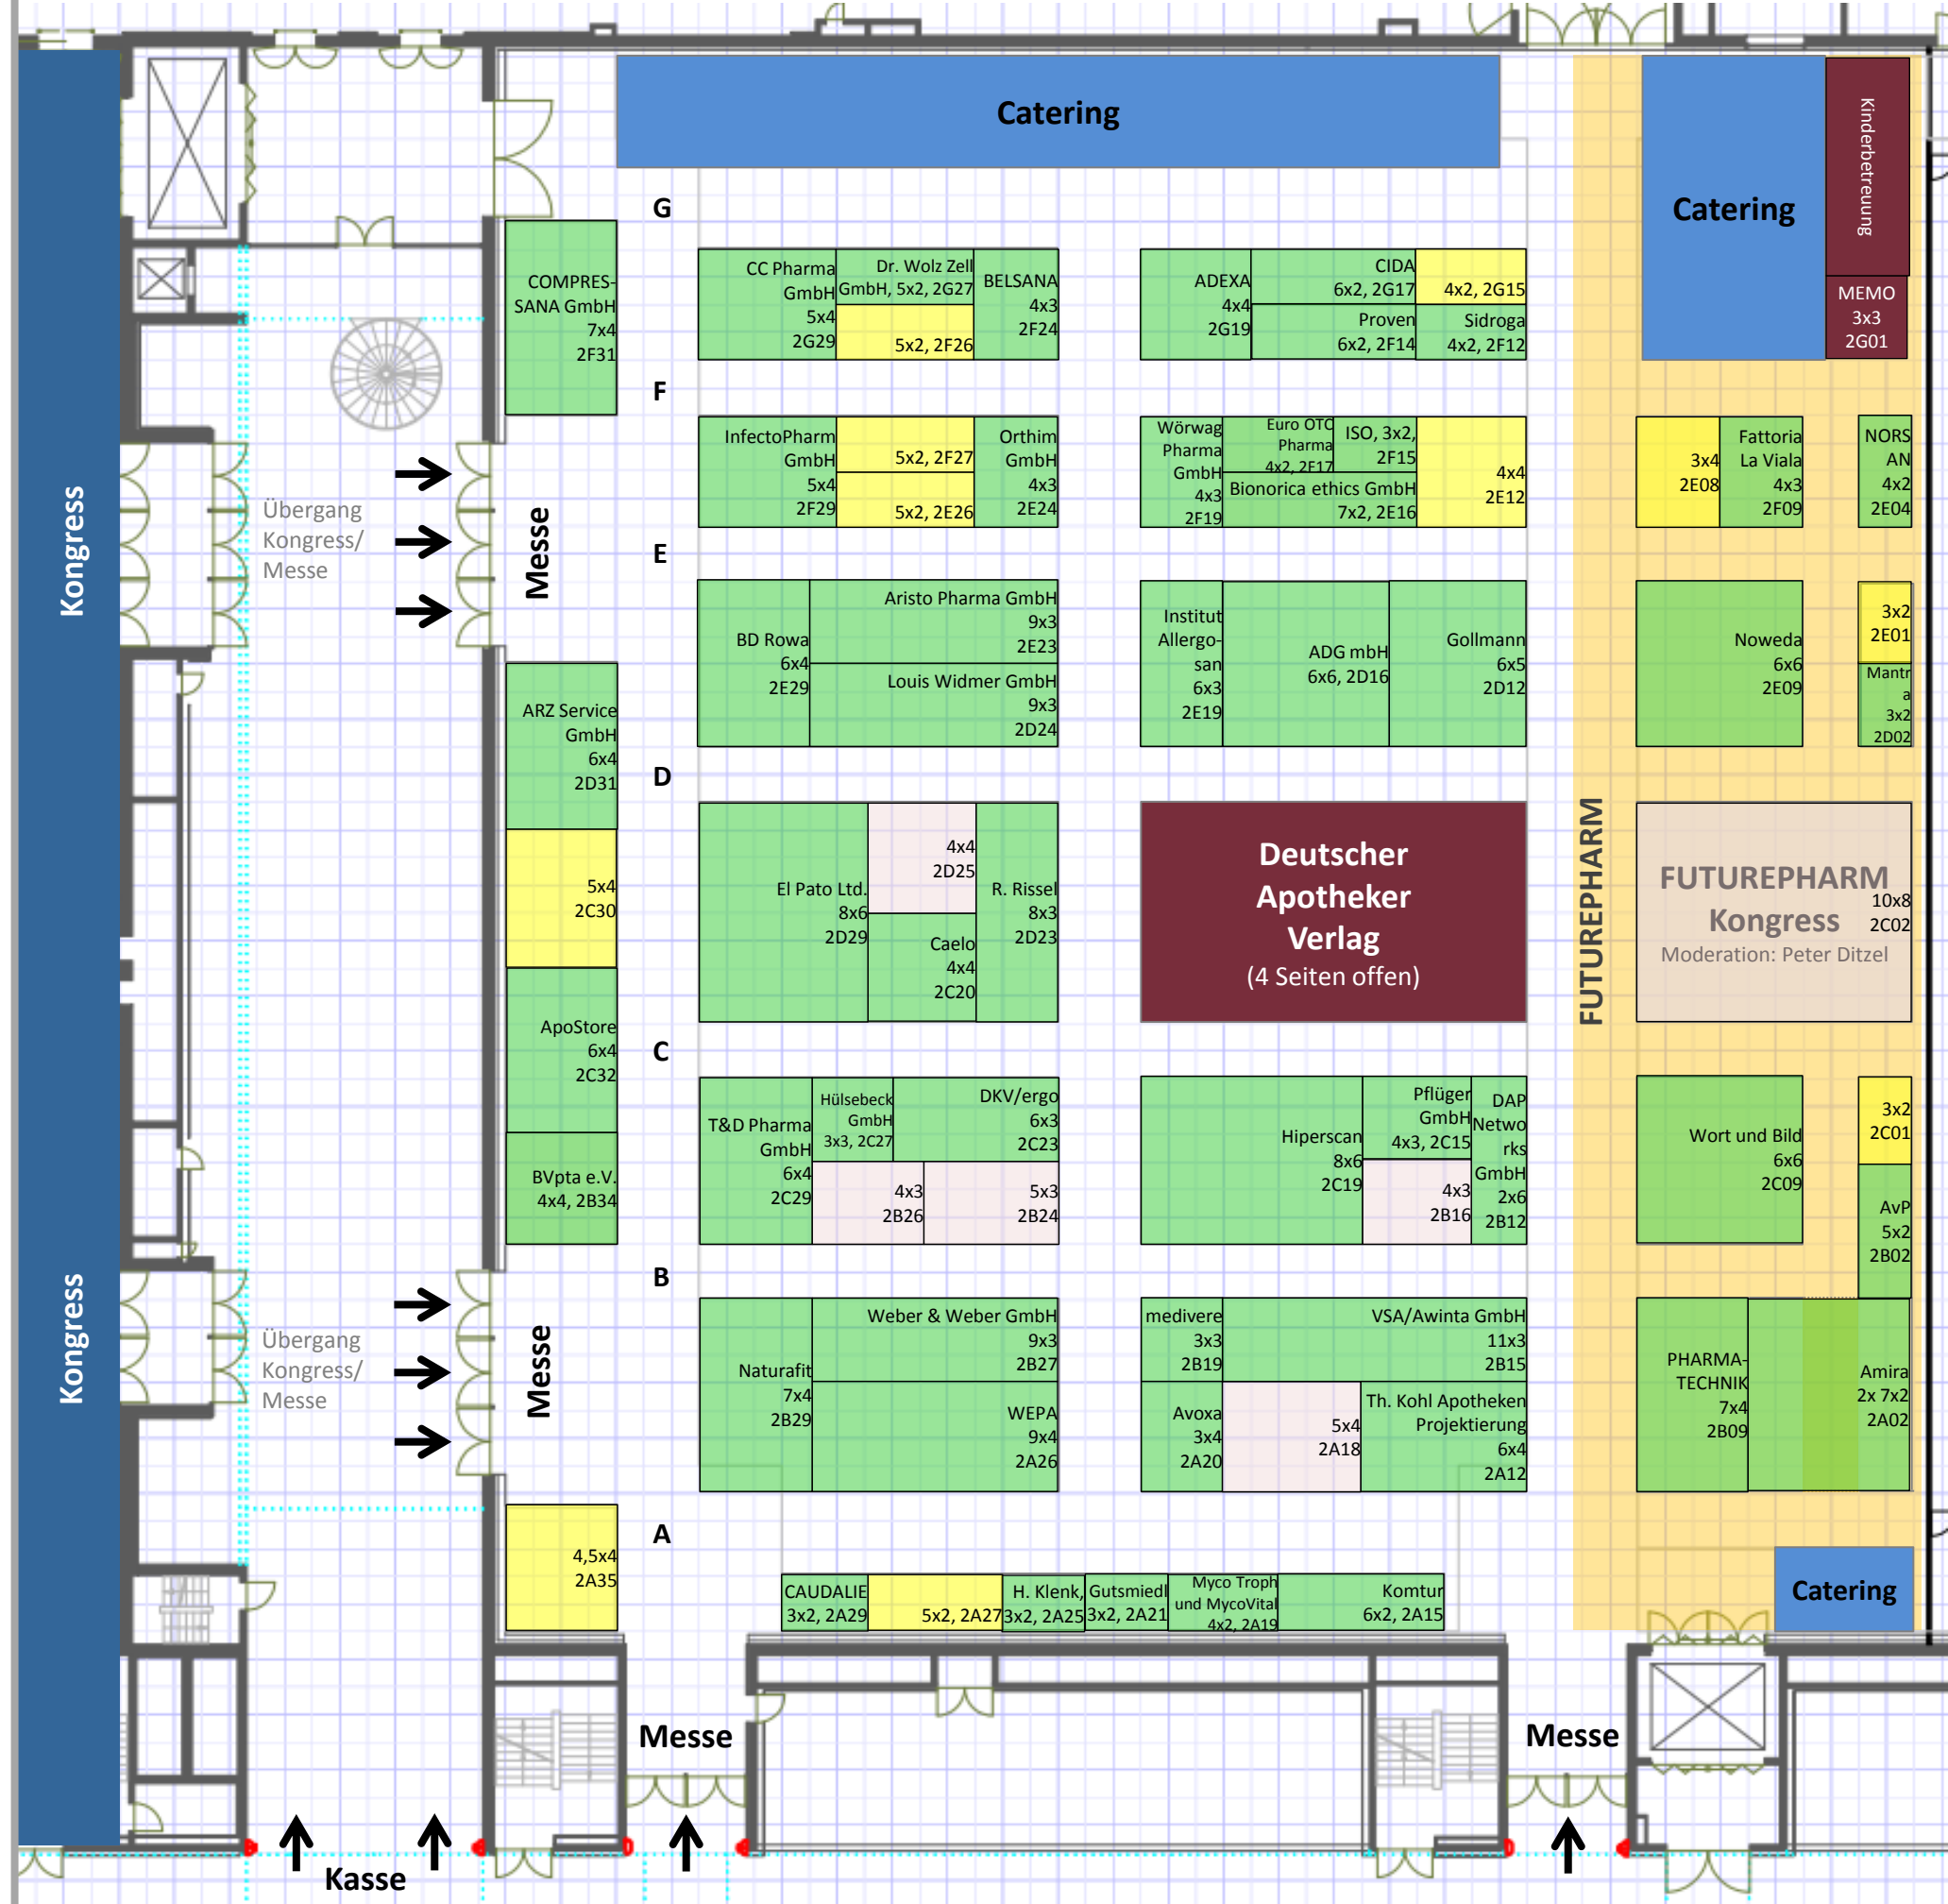 Catering
Catering
Kinderbetreuung
MEMO
3x3
2G01
G
COMPRES-
SANA GmbH
7x4
2F31
CC Pharma
GmbH
5x4
2G29
Dr. Wolz Zell
GmbH, 5x2, 2G27
5x2, 2F26
BELSANA
4x3
2F24
ADEXA
4x4
2G19
CIDA
6x2, 2G17
4x2, 2G15
Proven
6x2, 2F14
Sidroga
4x2, 2F12
F
InfectoPharm
GmbH
5x4
2F29
5x2, 2F27
5x2, 2E26
Orthim
GmbH
4x3
2E24
Wörwag
Pharma
GmbH
4x3
2F19
Euro OTC
Pharma
4x2, 2F17
ISO, 3x2,
2F15
Bionorica ethics GmbH
7x2, 2E16
4x4
2E12
3x4
2E08
Fattoria
La Viala
4x3
2F09
NORS
AN
4x2
2E04
Kongress
Übergang
Kongress/
Messe
Messe
E
BD Rowa
6x4
2E29
Aristo Pharma GmbH
9x3
2E23
Louis Widmer GmbH
9x3
2D24
Institut
Allergo-
san
6x3
2E19
ADG mbH
6x6, 2D16
Gollmann
6x5
2D12
Noweda
6x6
2E09
3x2
2E01
Mantr
a
3x2
2D02
ARZ Service
GmbH
6x4
2D31
D
5x4
2C30
El Pato Ltd.
8x6
2D29
4x4
2D25
Caelo
4x4
2C20
R. Rissel
8x3
2D23
Deutscher
Apotheker
Verlag
(4 Seiten offen)
FUTUREPHARM
FUTUREPHARM
Kongress
10x8
2C02
Moderation: Peter Ditzel
ApoStore
6x4
2C32
C
BVpta e.V.
4x4, 2B34
T&D Pharma
GmbH
6x4
2C29
Hülsebeck
GmbH
3x3, 2C27
DKV/ergo
6x3
2C23
4x3
2B26
5x3
2B24
Hiperscan
8x6
2C19
Pflüger
GmbH
4x3, 2C15
4x3
2B16
DAP
Netwo
rks
GmbH
2x6
2B12
Wort und Bild
6x6
2C09
3x2
2C01
AvP
5x2
2B02
B
Kongress
Übergang
Kongress/
Messe
Messe
Naturafit
7x4
2B29
Weber & Weber GmbH
9x3
2B27
WEPA
9x4
2A26
medivere
3x3
2B19
VSA/Awinta GmbH
11x3
2B15
Avoxa
3x4
2A20
5x4
2A18
Th. Kohl Apotheken
Projektierung
6x4
2A12
PHARMA-
TECHNIK
7x4
2B09
Amira
2x 7x2
2A02
A
4,5x4
2A35
CAUDALIE
3x2, 2A29
5x2, 2A27
H. Klenk,
3x2, 2A25
Gutsmiedl
3x2, 2A21
Myco Troph
und MycoVital
4x2, 2A19
Komtur
6x2, 2A15
Catering
Messe
Messe
Kasse